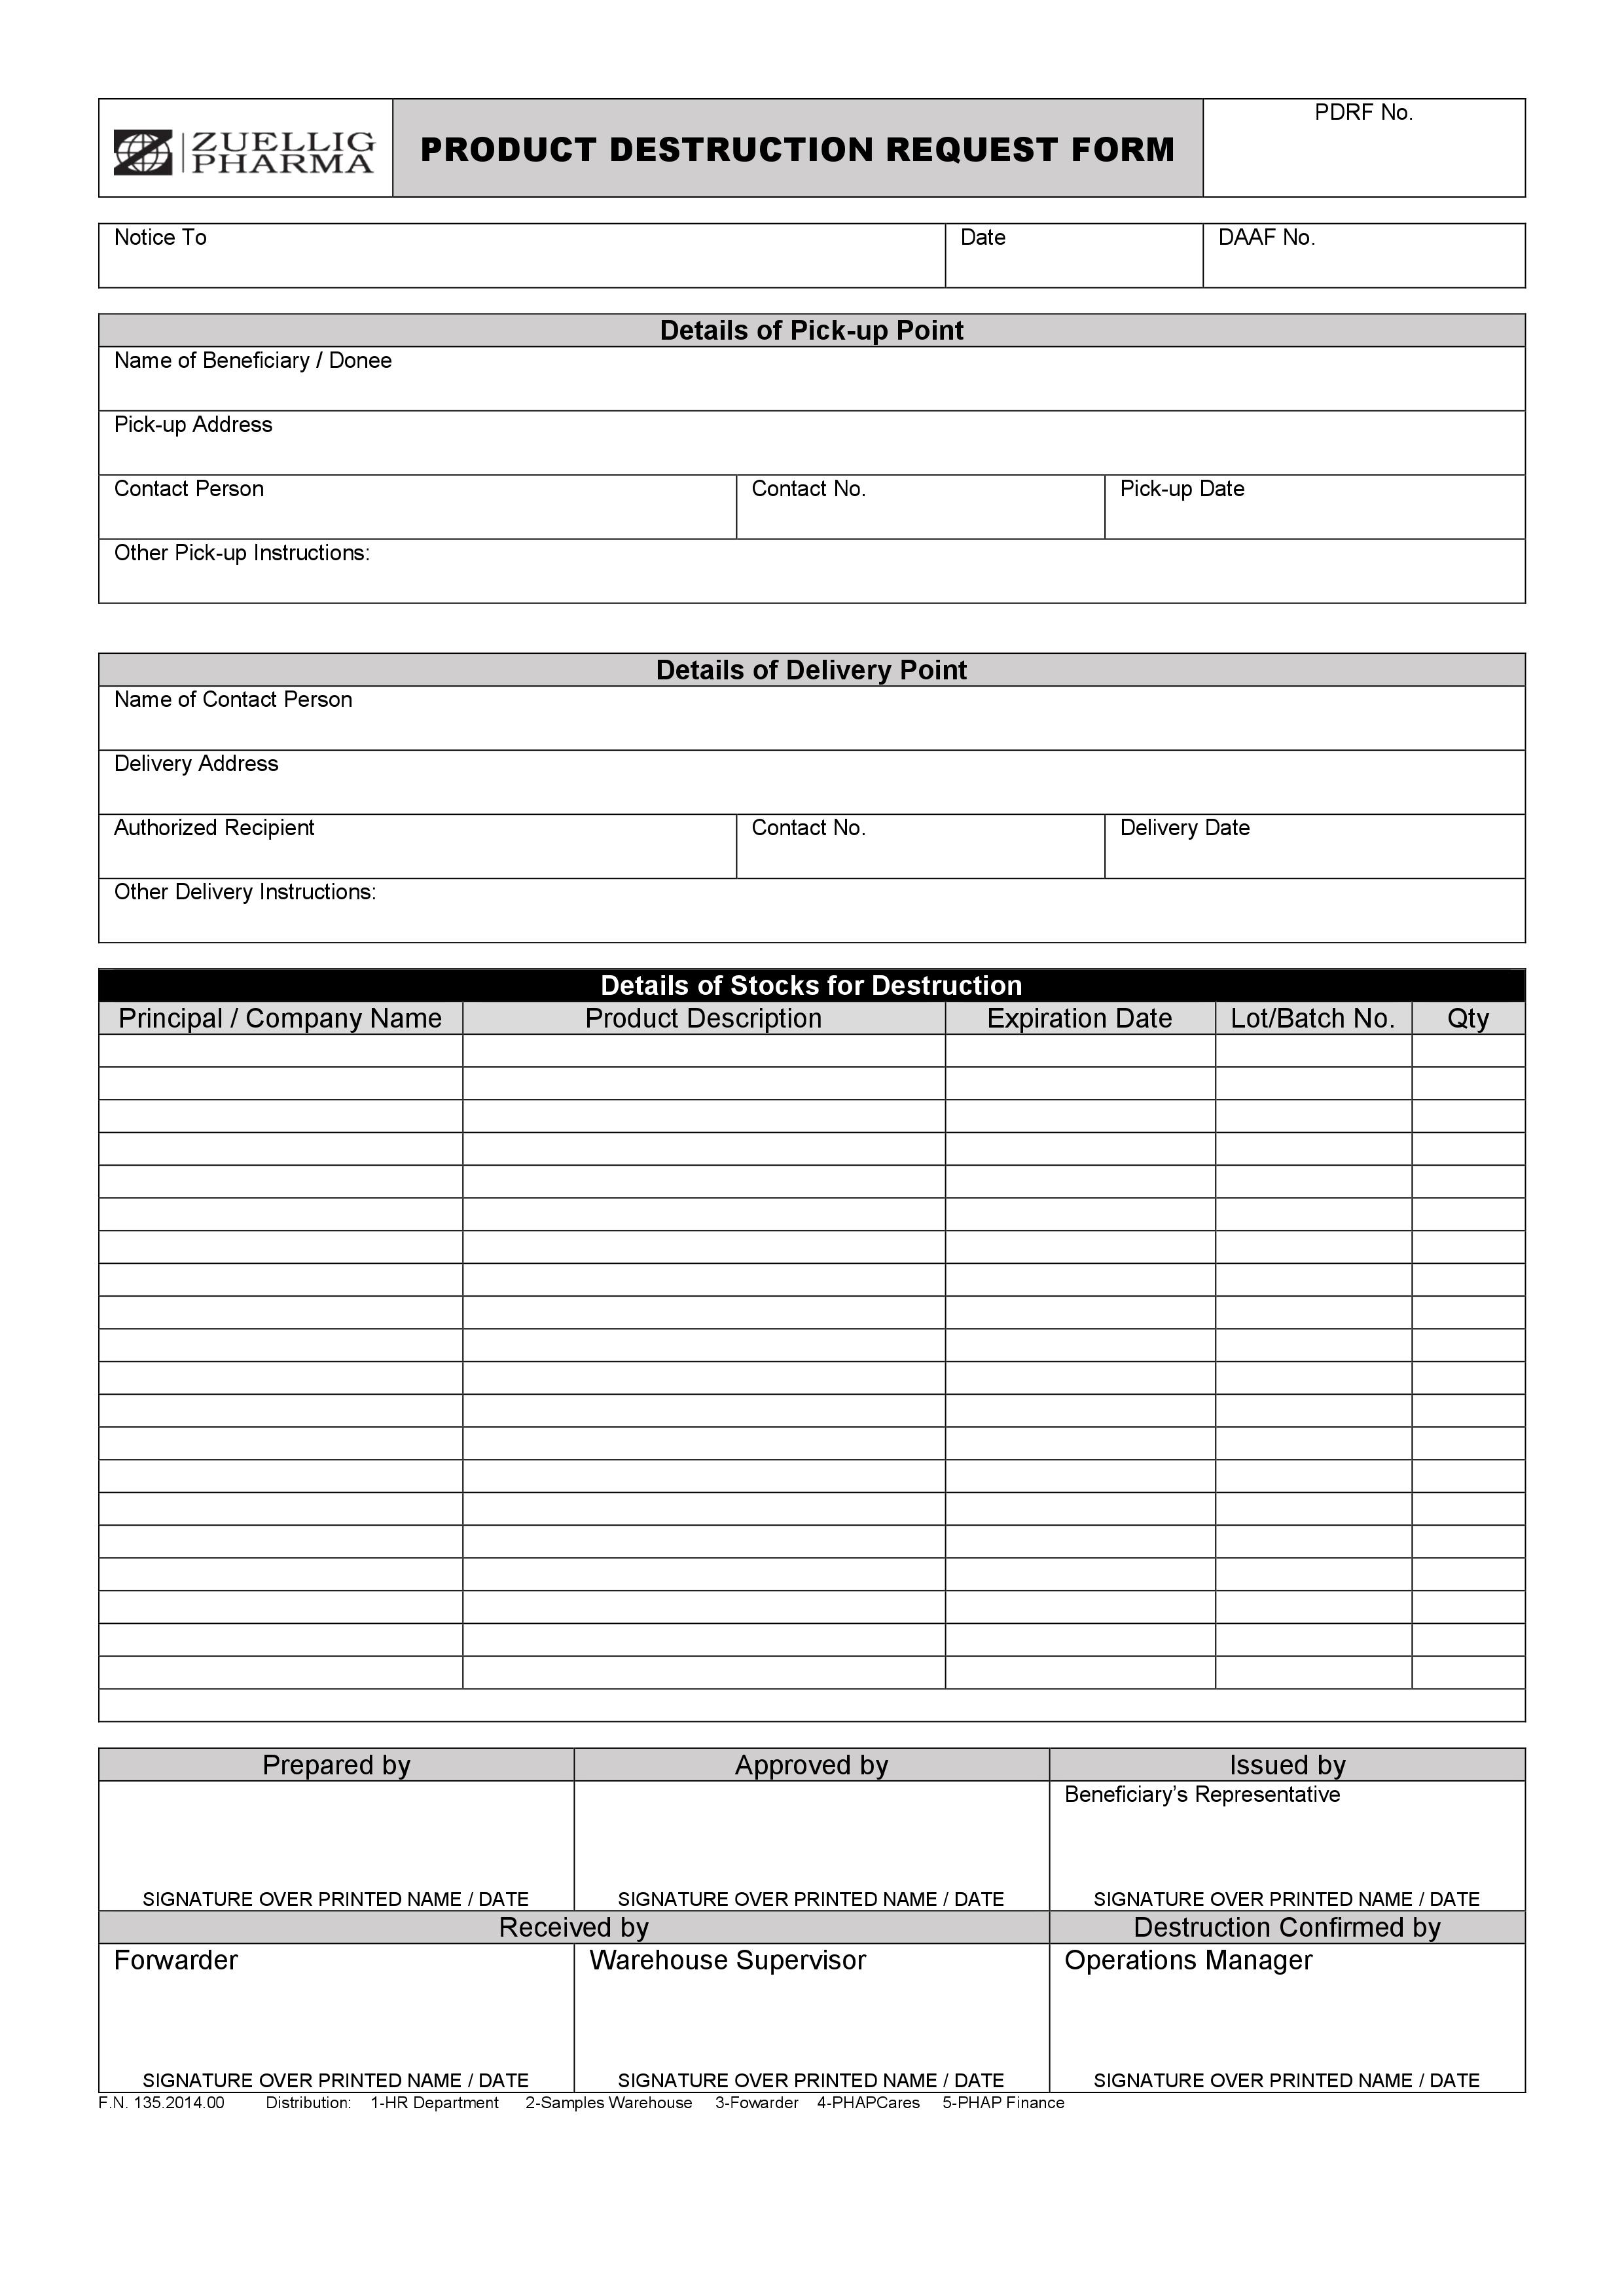 ZUELLIG
PHARMA
PRODUCT DESTRUCTION REQUEST FORM
PDRF No.
Notice To
Date
DAAF No.
Details of Pick-up Point
Name of Beneficiary / Donee
Pick-up Address
Contact Person
Contact No.
Pick-up Date
Other Pick-up Instructions:
Details of Delivery Point
Name of Contact Person
Delivery Address
Authorized Recipient
Contact No.
Delivery Date
Other Delivery Instructions:
Details of Stocks for Destruction
Principal / Company Name
Product Description
Expiration Date
Lot/Batch No.
Qty
Prepared by
Approved by
Issued by
Beneficiary’s Representative
SIGNATURE OVER PRINTED NAME / DATE
SIGNATURE OVER PRINTED NAME / DATE
SIGNATURE OVER PRINTED NAME / DATE
Received by
Destruction Confirmed by
Forwarder
Warehouse Supervisor
Operations Manager
SIGNATURE OVER PRINTED NAME / DATE
SIGNATURE OVER PRINTED NAME / DATE
SIGNATURE OVER PRINTED NAME / DATE
F.N. 135.2014.00 Distribution: 1-HR Department 2-Samples Warehouse 3-Fowarder 4-PHAPCares 5-PHAP Finance